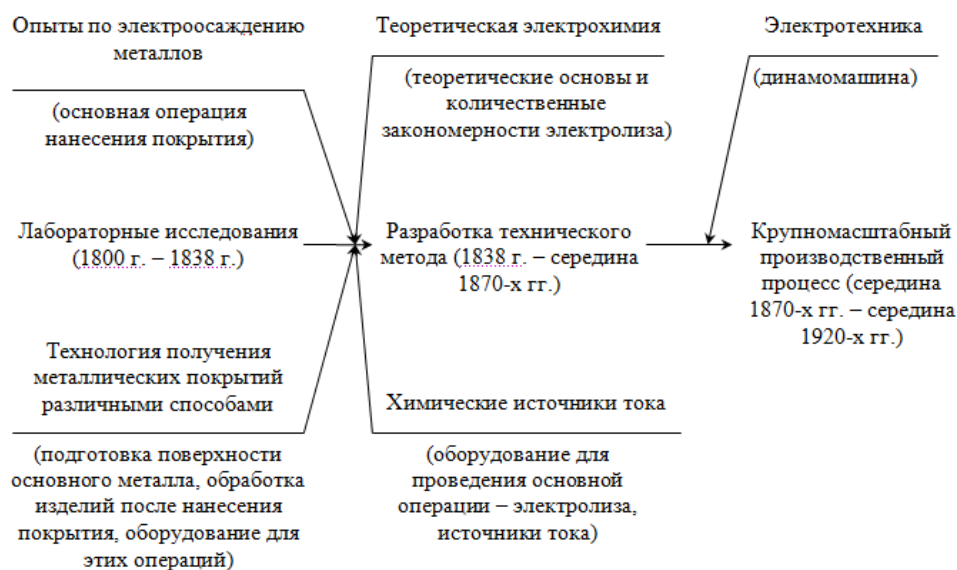 Опыты по электроосаждению
металлов
(основная операция
нанесения покрытия)
Теоретическая электрохимия
(теоретические основы и
количественные
закономерности электролиза)
Электротехника
(динамомашина)
Лабораторные исследования
(1800 г. – 1838 г.)
Разработка технического
метода (1838 г. – середина
1870-х гг.)
Крупномасштабный
производственный
процесс (середина
1870-х гг. – середина
1920-х гг.)
Технология получения
металлических покрытий
различными способами
(подготовка поверхности
основного металла, обработка
изделий после нанесения
покрытия, оборудование для
этих операций)
Химические источники тока
(оборудование для
проведения основной
операции – электролиза,
источники тока)